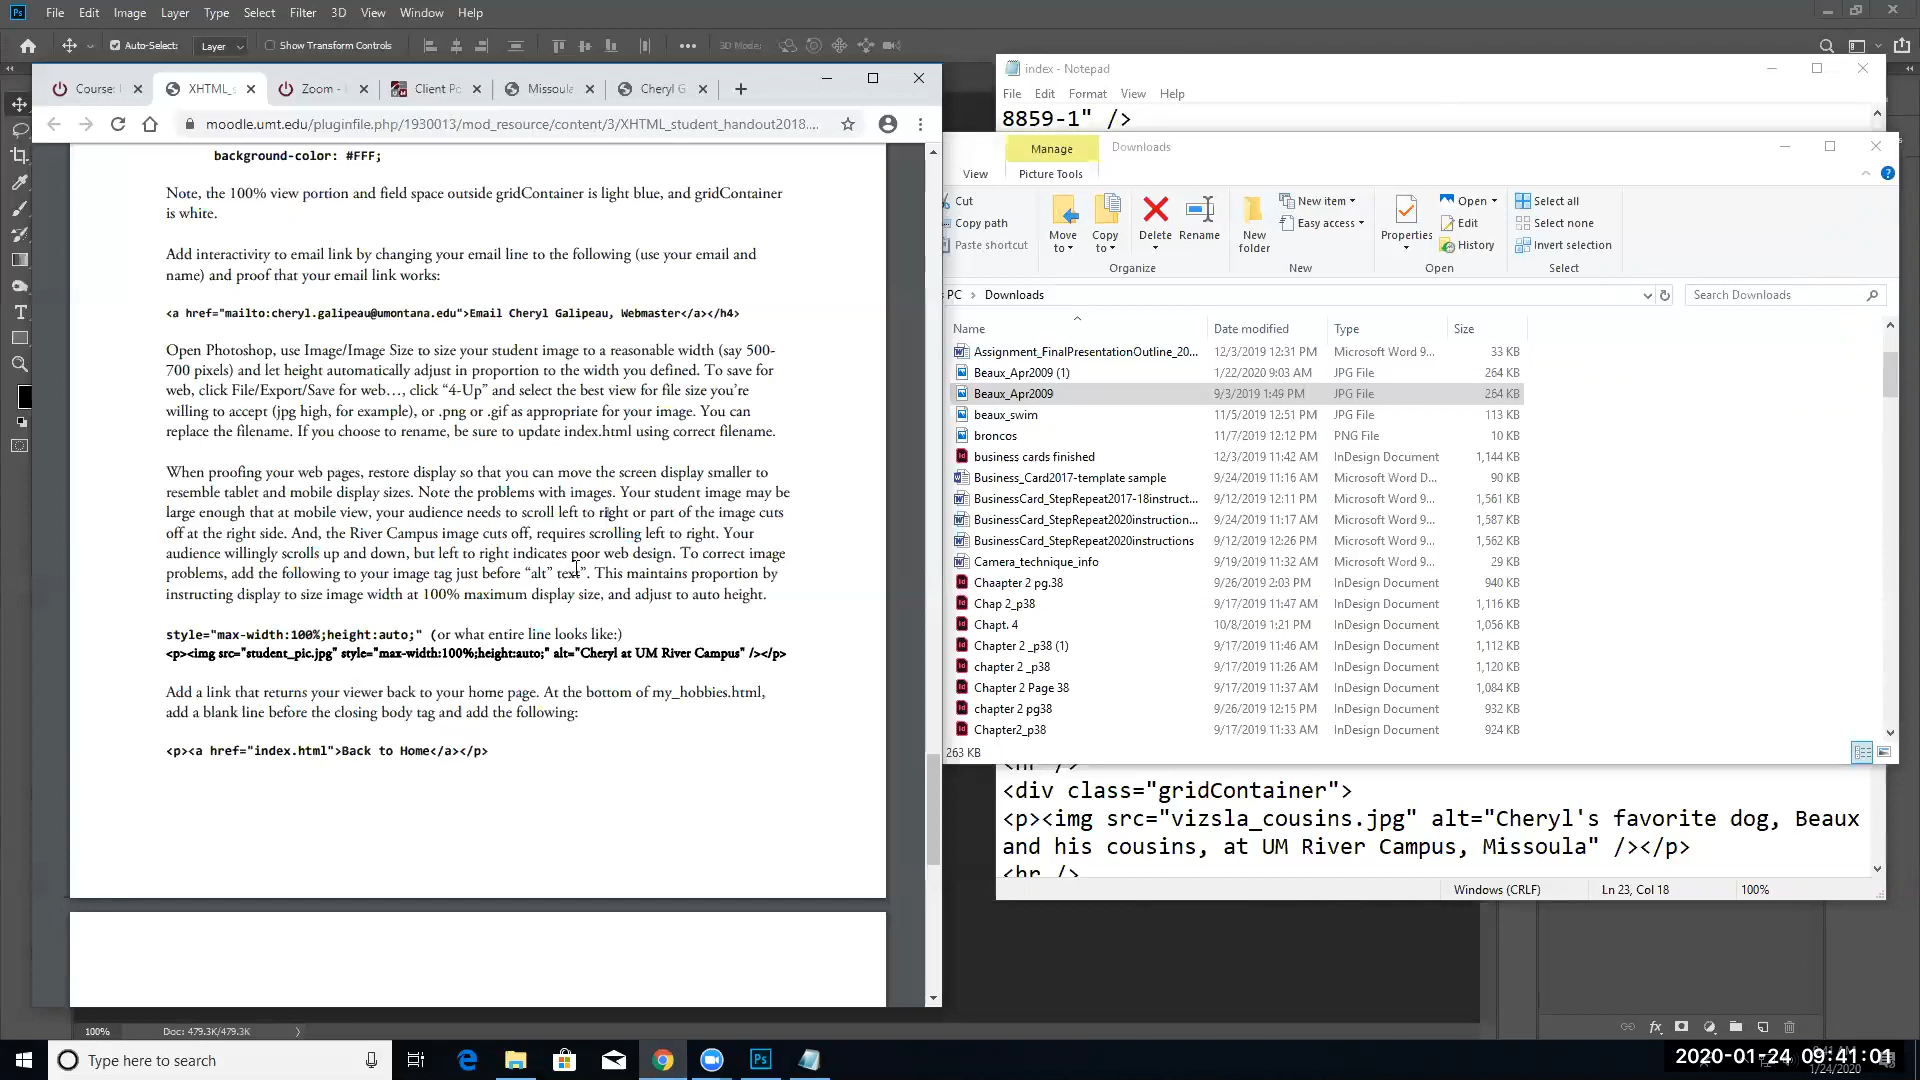 Ps File Edit Image Layer Type Select Filter 3D View Window Help
Auto-Select: Layer Show Transform Controls 3D Mode:
index - Notepad
File Edit Format View Help
8859-1" />
Course: XHTML_s Zoom - Client Po Missoula Cheryl G
moodle.umt.edu/pluginfile.php/1930013/mod_resource/content/3/XHTML_student_handout2018....
background-color: #FFF;
Note, the 100% view portion and field space outside gridContainer is light blue, and gridContainer
is white.
Add interactivity to email link by changing your email line to the following (use your email and
name) and proof that your email link works:
<a href="mailto:cheryl.galipeau@umontana.edu">Email Cheryl Galipeau, Webmaster</a></h4>
Open Photoshop, use Image/Image Size to size your student image to a reasonable width (say 500-
700 pixels) and let height automatically adjust in proportion to the width you defined. To save for
web, click File/Export/Save for web…, click “4-Up” and select the best view for file size you’re
willing to accept (jpg high, for example), or .png or .gif as appropriate for your image. You can
replace the filename. If you choose to rename, be sure to update index.html using correct filename.
When proofing your web pages, restore display so that you can move the screen display smaller to
resemble tablet and mobile display sizes. Note the problems with images. Your student image may be
large enough that at mobile view, your audience needs to scroll left to right or part of the image cuts
off at the right side. And, the River Campus image cuts off, requires scrolling left to right. Your
audience willingly scrolls up and down, but left to right indicates poor web design. To correct image
problems, add the following to your image tag just before “alt” text”. This maintains proportion by
instructing display to size image width at 100% maximum display size, and adjust to auto height.
style="max-width:100%;height:auto;" (or what entire line looks like:)
<p><img src="student_pic.jpg" style="max-width:100%;height:auto;" alt="Cheryl at UM River Campus" /></p>
Add a link that returns your viewer back to your home page. At the bottom of my_hobbies.html,
add a blank line before the closing body tag and add the following:
<p><a href="index.html">Back to Home</a></p>
Manage Downloads
View Picture Tools
Cut
Copy path
Paste shortcut
Move to Copy to Delete Rename
Organize
New folder
New item
Easy access
New
Properties
Open
Edit
History
Open
Select all
Select none
Invert selection
Select
PC > Downloads Search Downloads
Name Date modified Type Size
Assignment_FinalPresentationOutline_20... 12/3/2019 12:31 PM Microsoft Word 9... 33 KB
Beaux_Apr2009 (1) 1/22/2020 9:03 AM JPG File 264 KB
Beaux_Apr2009 9/3/2019 1:49 PM JPG File 264 KB
beaux_swim 11/5/2019 12:51 PM JPG File 113 KB
broncos 11/7/2019 12:12 PM PNG File 10 KB
business cards finished 12/3/2019 11:42 AM InDesign Document 1,144 KB
Business_Card2017-template sample 9/24/2019 11:16 AM Microsoft Word D... 90 KB
BusinessCard_StepRepeat2017-18instruct... 9/12/2019 12:11 PM Microsoft Word 9... 1,561 KB
BusinessCard_StepRepeat2020instruction... 9/24/2019 11:17 AM Microsoft Word 9... 1,587 KB
BusinessCard_StepRepeat2020instructions 9/12/2019 12:26 PM Microsoft Word 9... 1,562 KB
Camera_technique_info 9/19/2019 11:32 AM Microsoft Word 9... 29 KB
Chaapter 2 pg.38 9/26/2019 2:03 PM InDesign Document 940 KB
Chap 2_p38 9/17/2019 11:47 AM InDesign Document 1,116 KB
Chapt. 4 10/8/2019 1:21 PM InDesign Document 1,056 KB
Chapter 2 _p38 (1) 9/17/2019 11:46 AM InDesign Document 1,112 KB
chapter 2 _p38 9/17/2019 11:26 AM InDesign Document 1,120 KB
Chapter 2 Page 38 9/17/2019 11:37 AM InDesign Document 1,084 KB
chapter 2 pg38 9/26/2019 12:15 PM InDesign Document 932 KB
Chapter2_p38 9/17/2019 11:33 AM InDesign Document 924 KB
263 KB
<hr />
<div class="gridContainer">
<p><img src="vizsla_cousins.jpg" alt="Cheryl's favorite dog, Beaux
and his cousins, at UM River Campus, Missoula" /></p>
<hr />
Windows (CRLF) Ln 23, Col 18 100%
100% Doc: 479.3K/479.3K
Type here to search
2020-01-24 09:41:01
1/24/2020